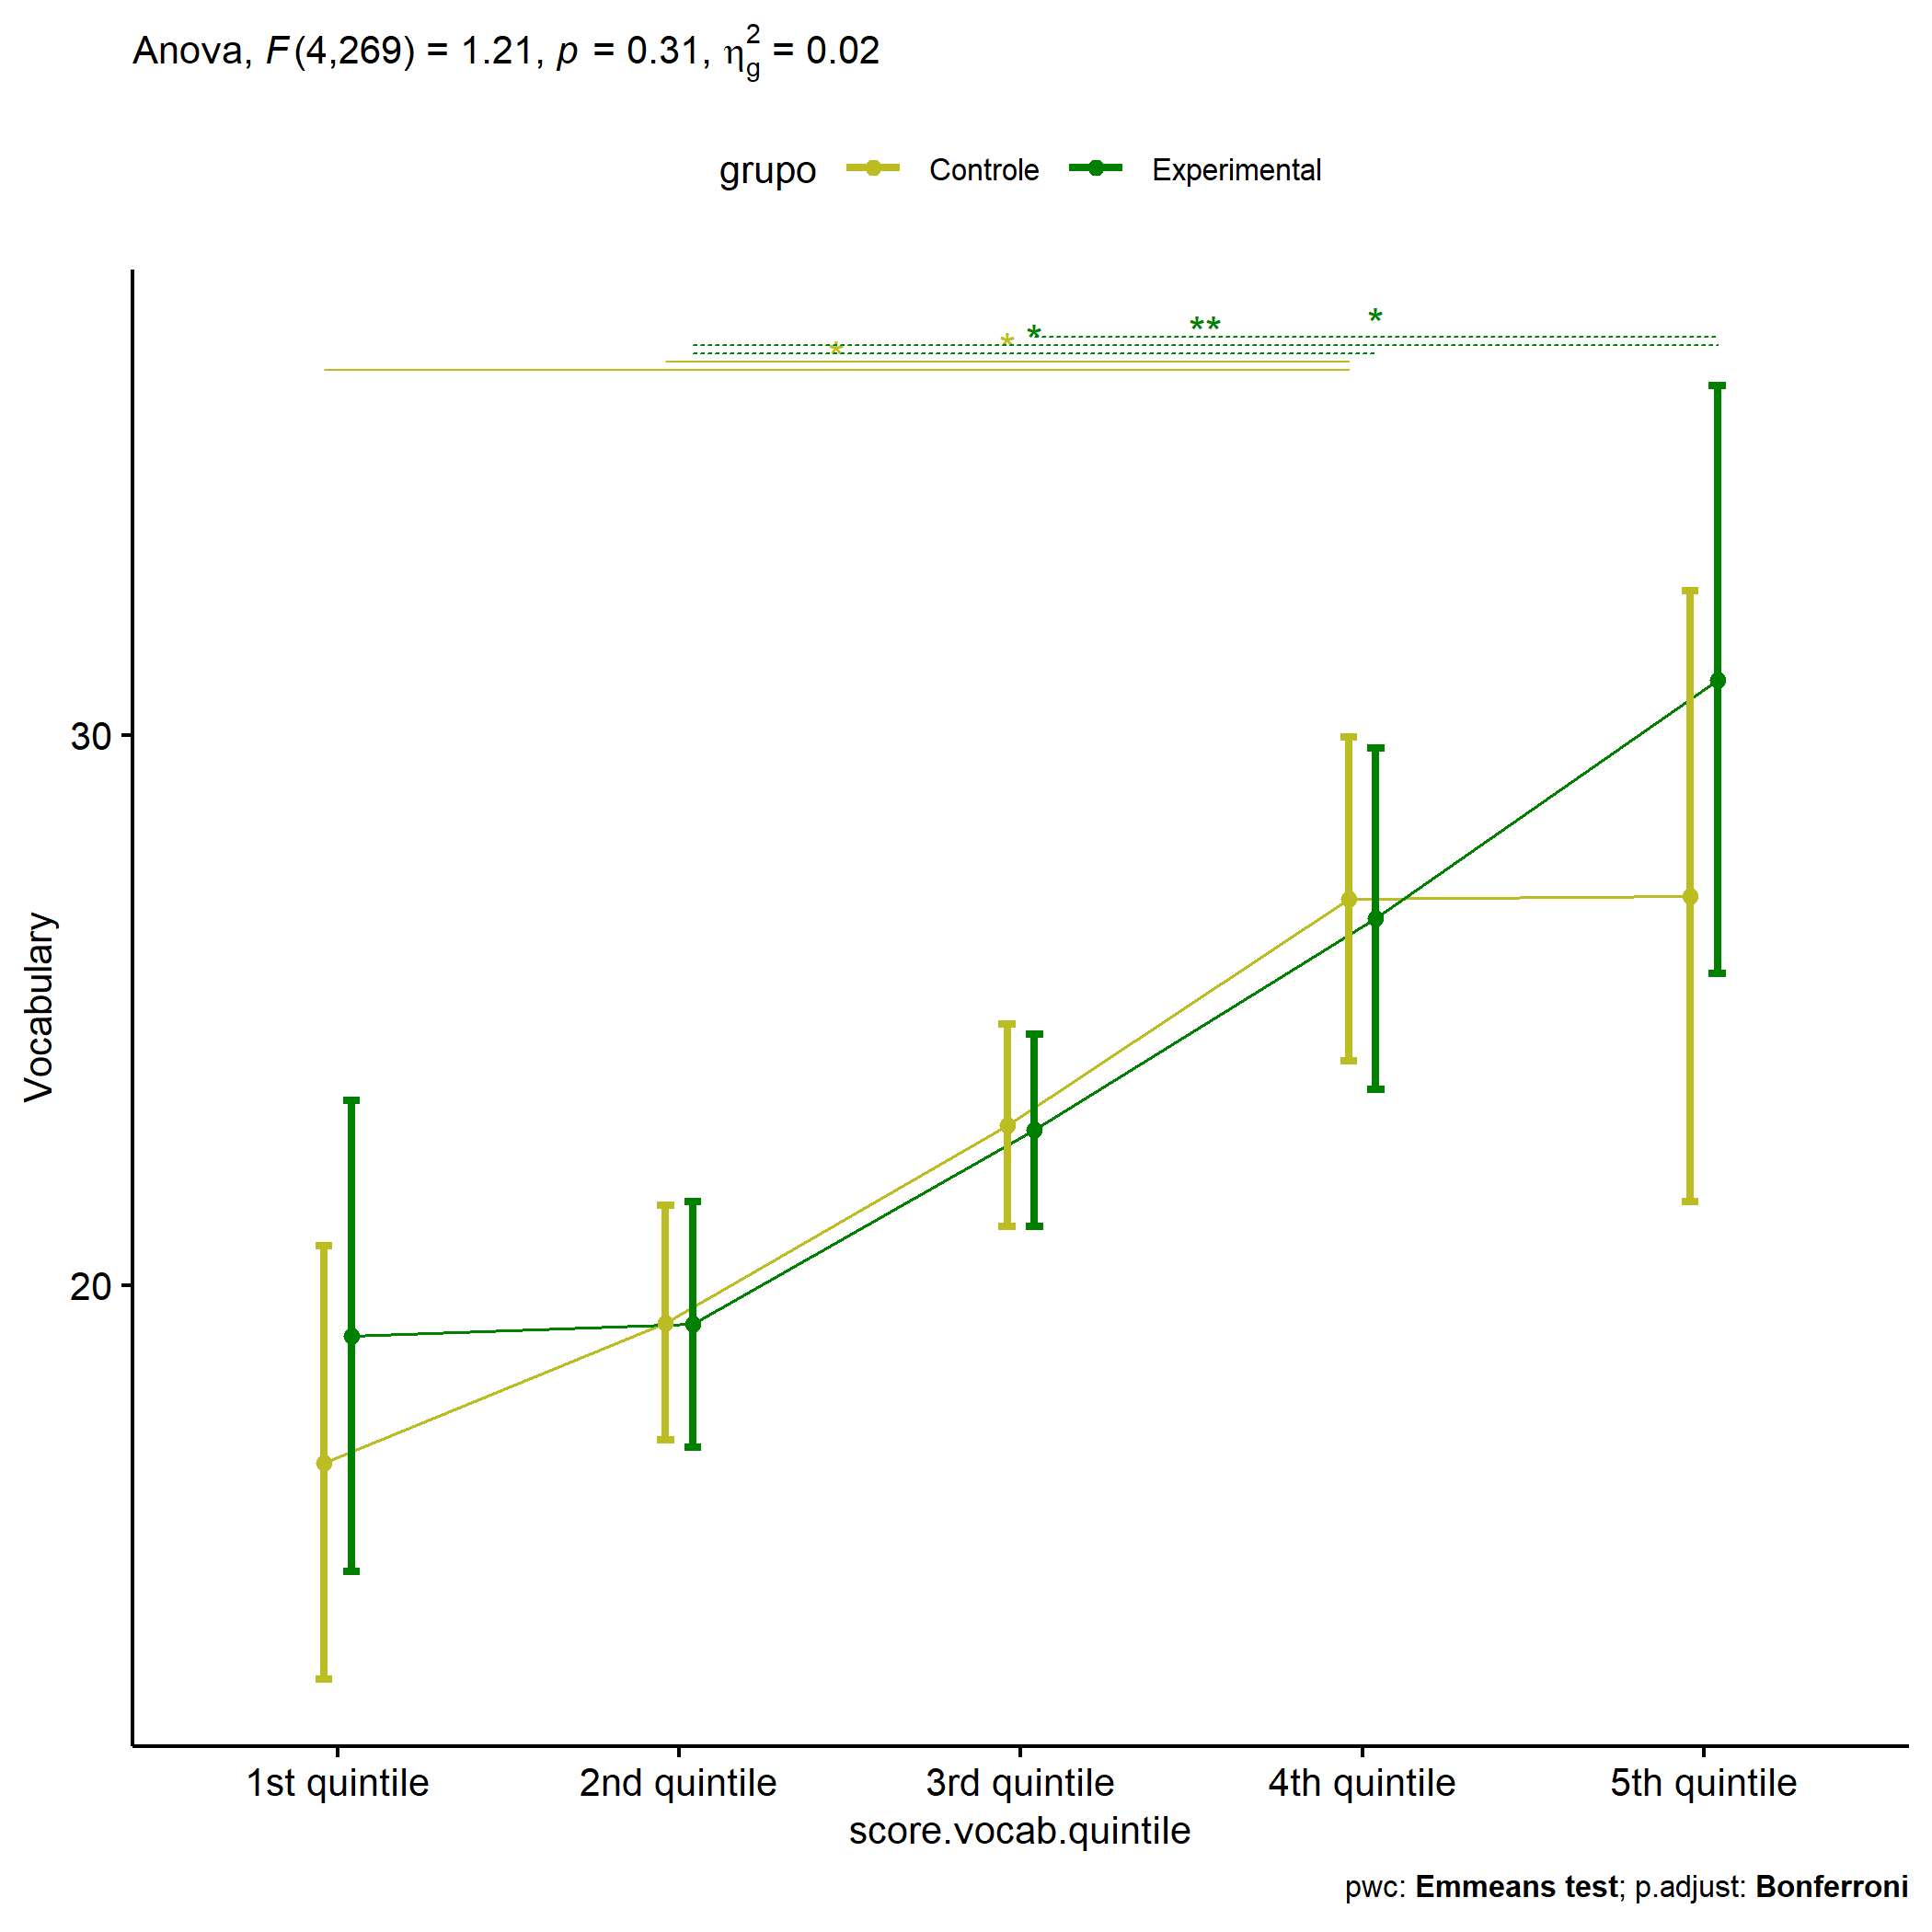 Anova, F(4,269) = 1.21, p = 0.31, η²g = 0.02
grupo Controle Experimental
* ** *
* *
30
Vocabulary
20
1st quintile 2nd quintile 3rd quintile 4th quintile 5th quintile
score.vocab.quintile
pwc: Emmeans test; p.adjust: Bonferroni